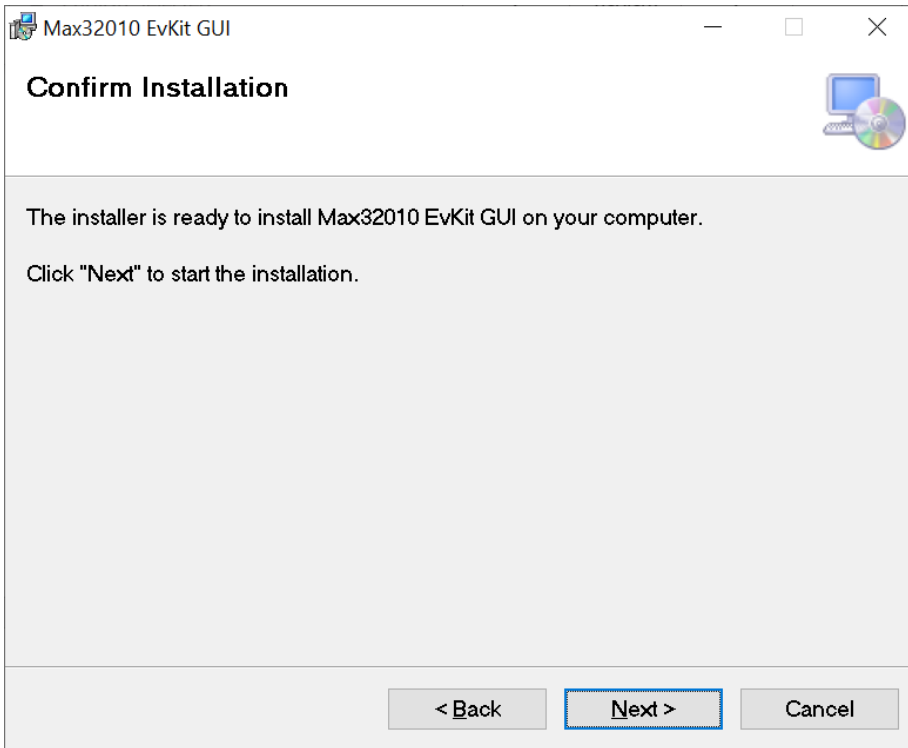 Max32010 EvKit GUI
Confirm Installation
The installer is ready to install Max32010 EvKit GUI on your computer.
Click "Next" to start the installation.
< Back
Next >
Cancel